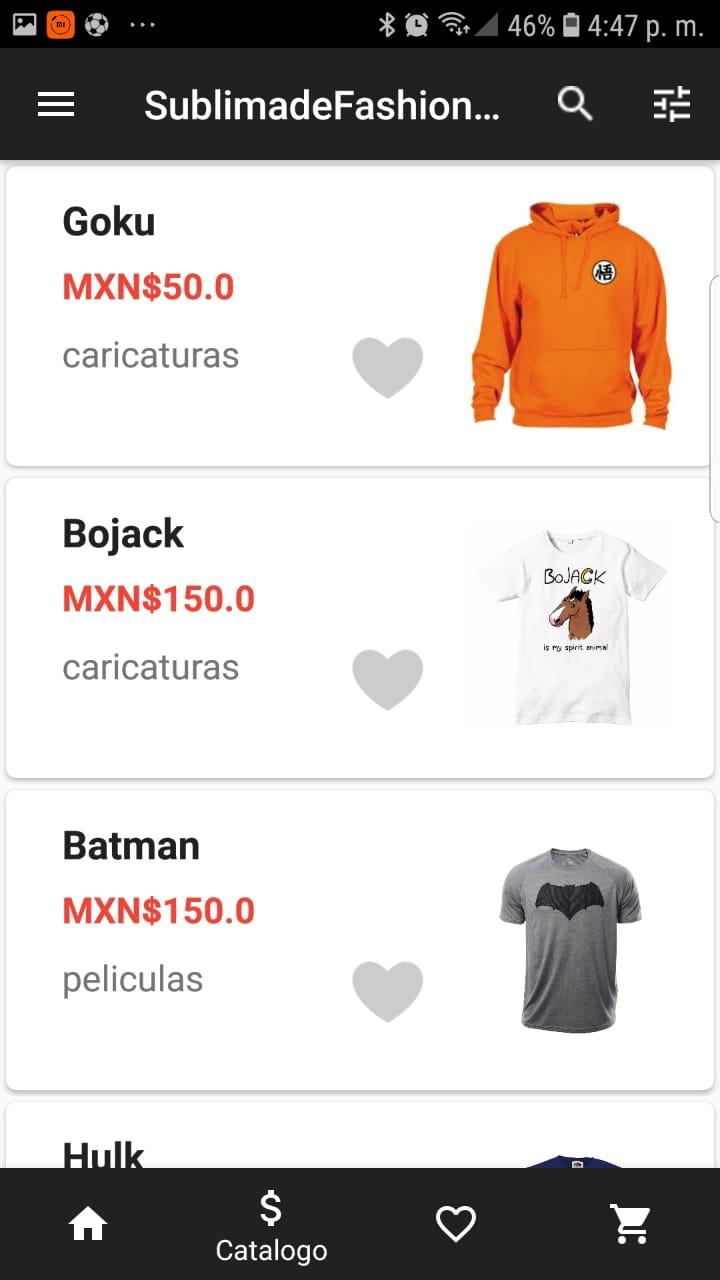 46% 4:47 p. m.
SublimadeFashion...
Goku
MXN$50.0
caricaturas
悟
Bojack
MXN$150.0
caricaturas
BoJACK
is my spirit animal
Batman
MXN$150.0
peliculas
Hulk
$
Catalogo